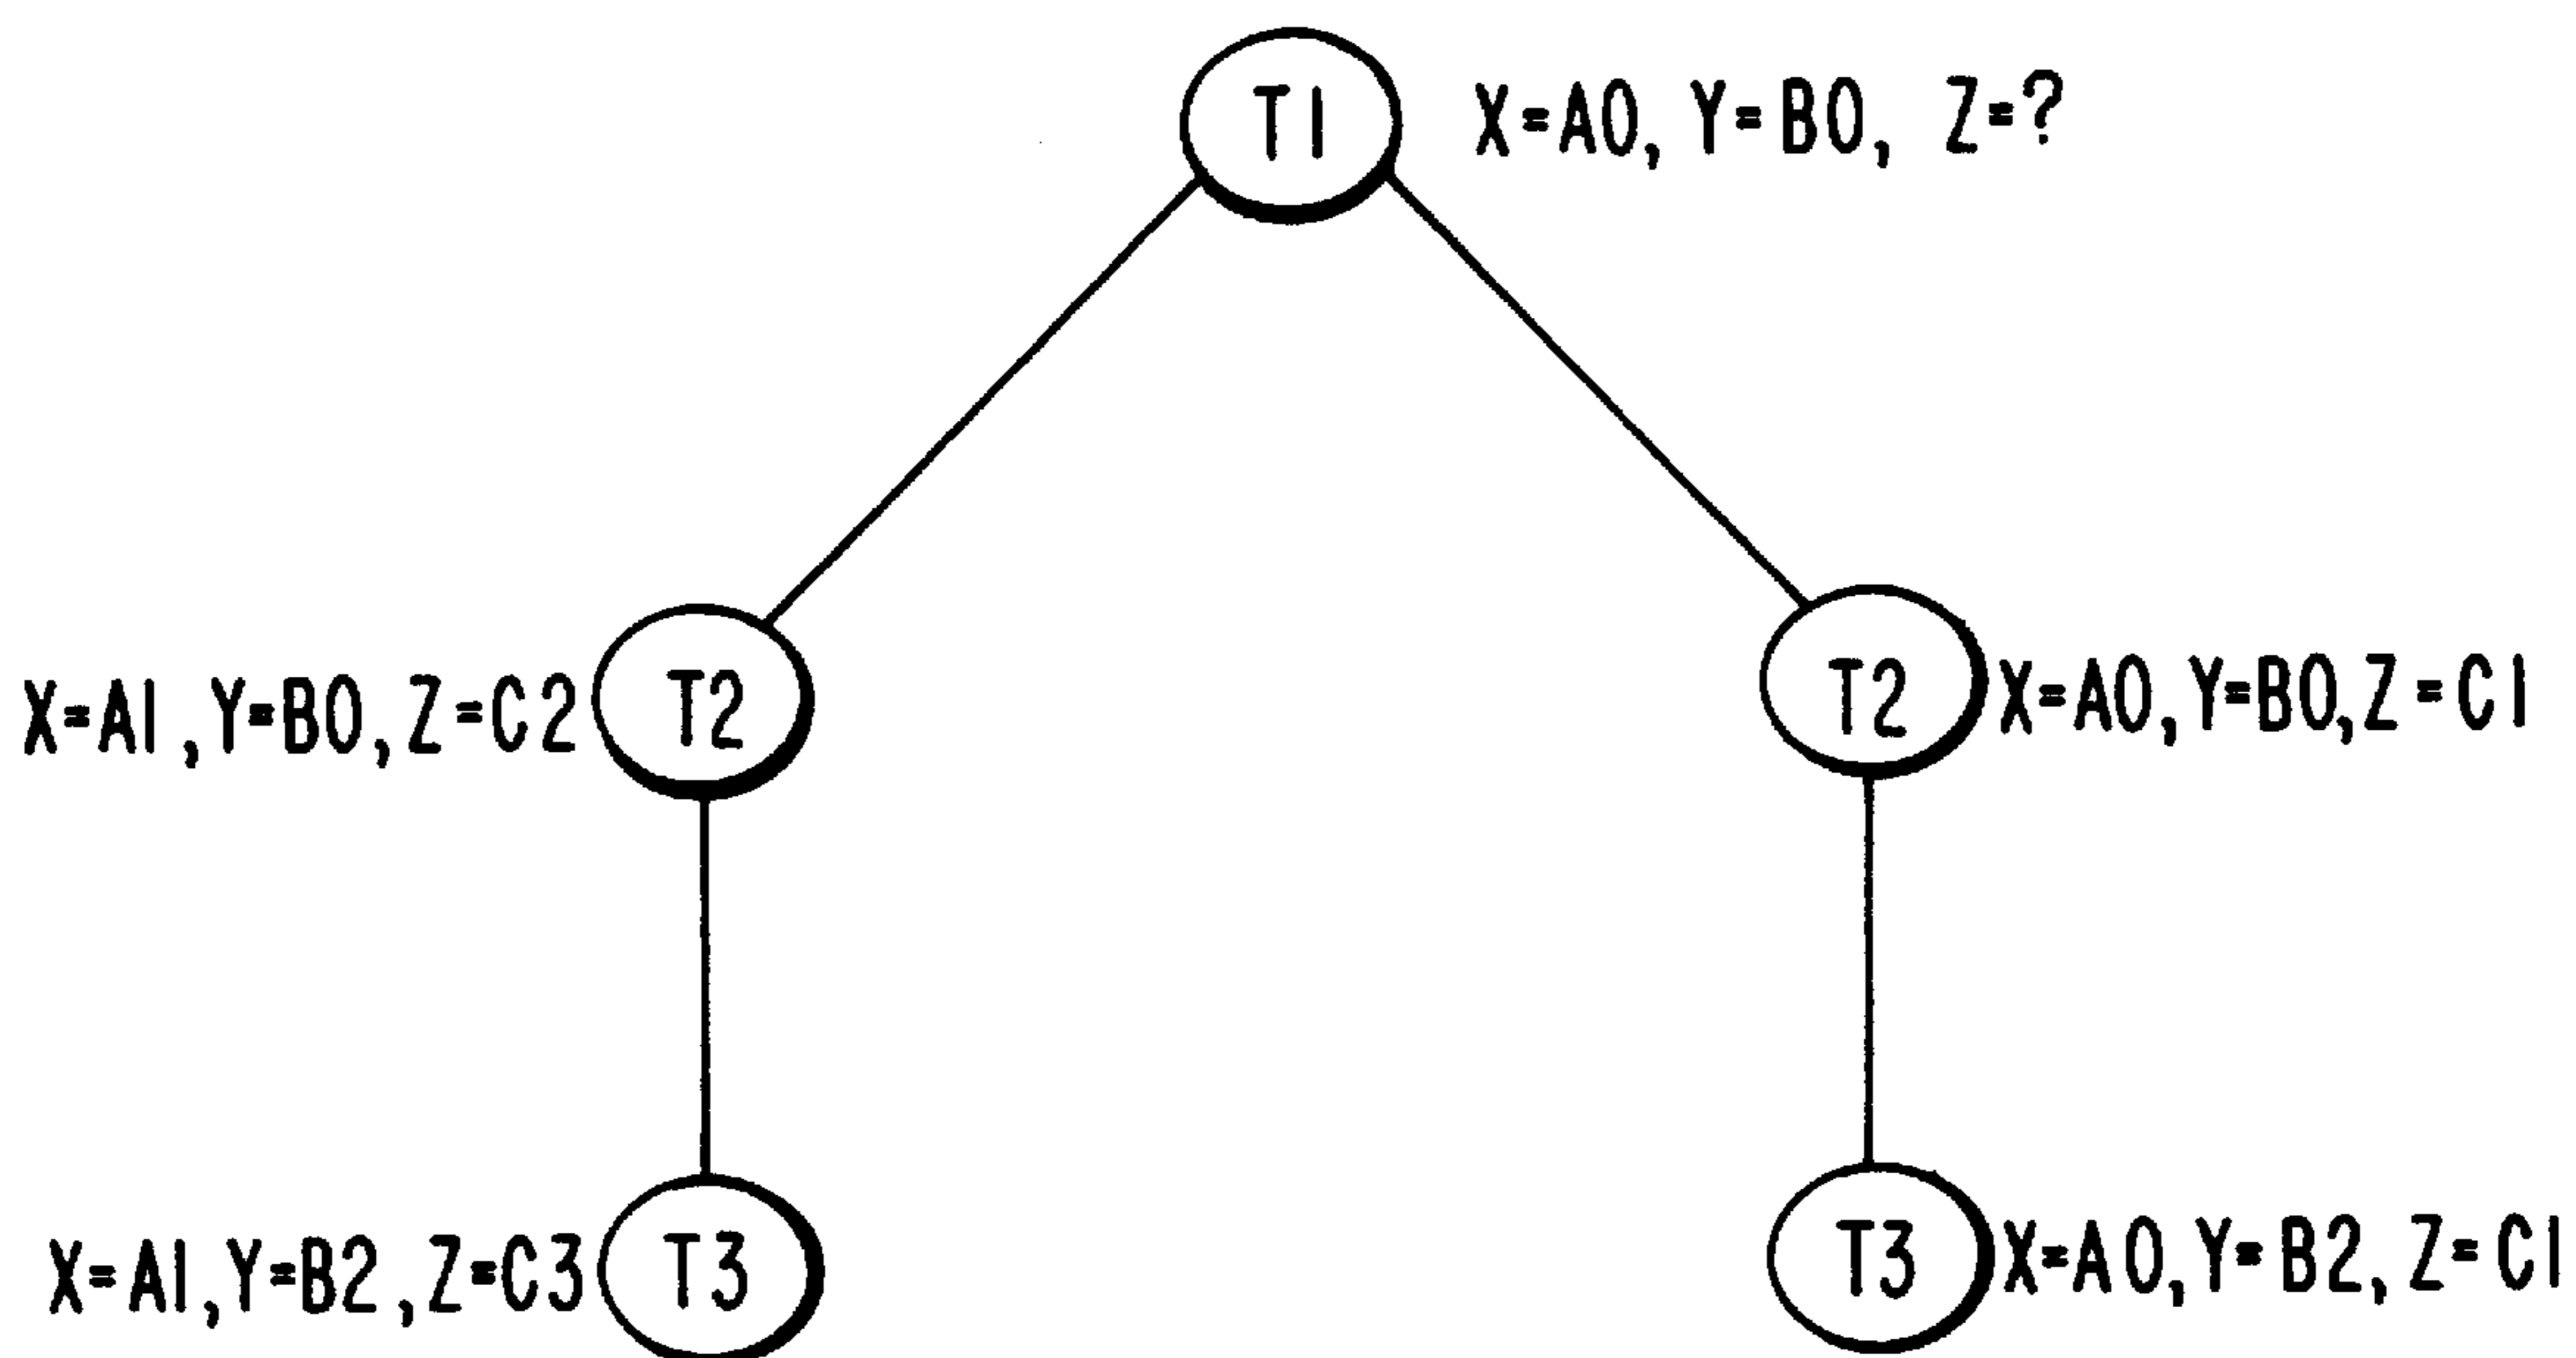 T1 X=A0, Y=B0, Z=?
X=A1,Y=B0,Z=C2 T2
T2 X=A0,Y=B0,Z=C1
X=A1,Y=B2,Z=C3 T3
T3 X=A0,Y=B2,Z=C1